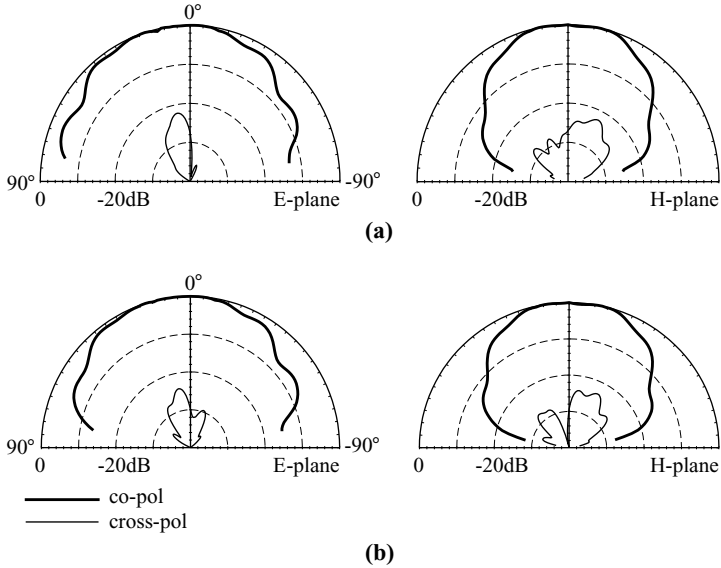 0°
90°
-90°
0
-20dB
E-plane
0
-20dB
H-plane
(a)
0°
90°
-90°
0
-20dB
E-plane
0
-20dB
H-plane
co-pol
cross-pol
(b)